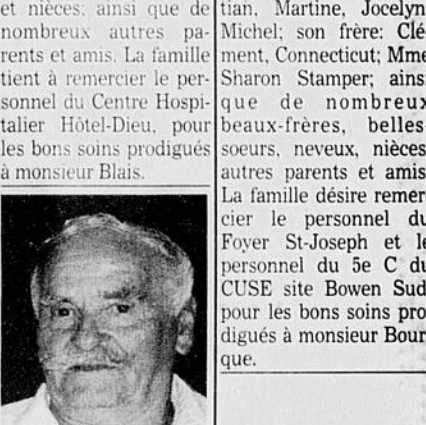 et nièces; ainsi que de
nombreux autres pa-
rents et amis. La famille
tient à remercier le per-
sonnel du Centre Hospi-
talier Hôtel-Dieu, pour
les bons soins prodigués
à monsieur Blais.
tian, Martine, Jocelyn
Michel; son frère: Clé-
ment, Connecticut; Mme
Sharon Stamper; ainsi
que de nombreux
beaux-frères, belles-
soeurs, neveux, nièces
autres parents et amis.
La famille désire remer-
cier le personnel du
Foyer St-Joseph et le
personnel du 5e C du
CUSE site Bowen Sud
pour les bons soins pro-
digués à monsieur Bour-
que.